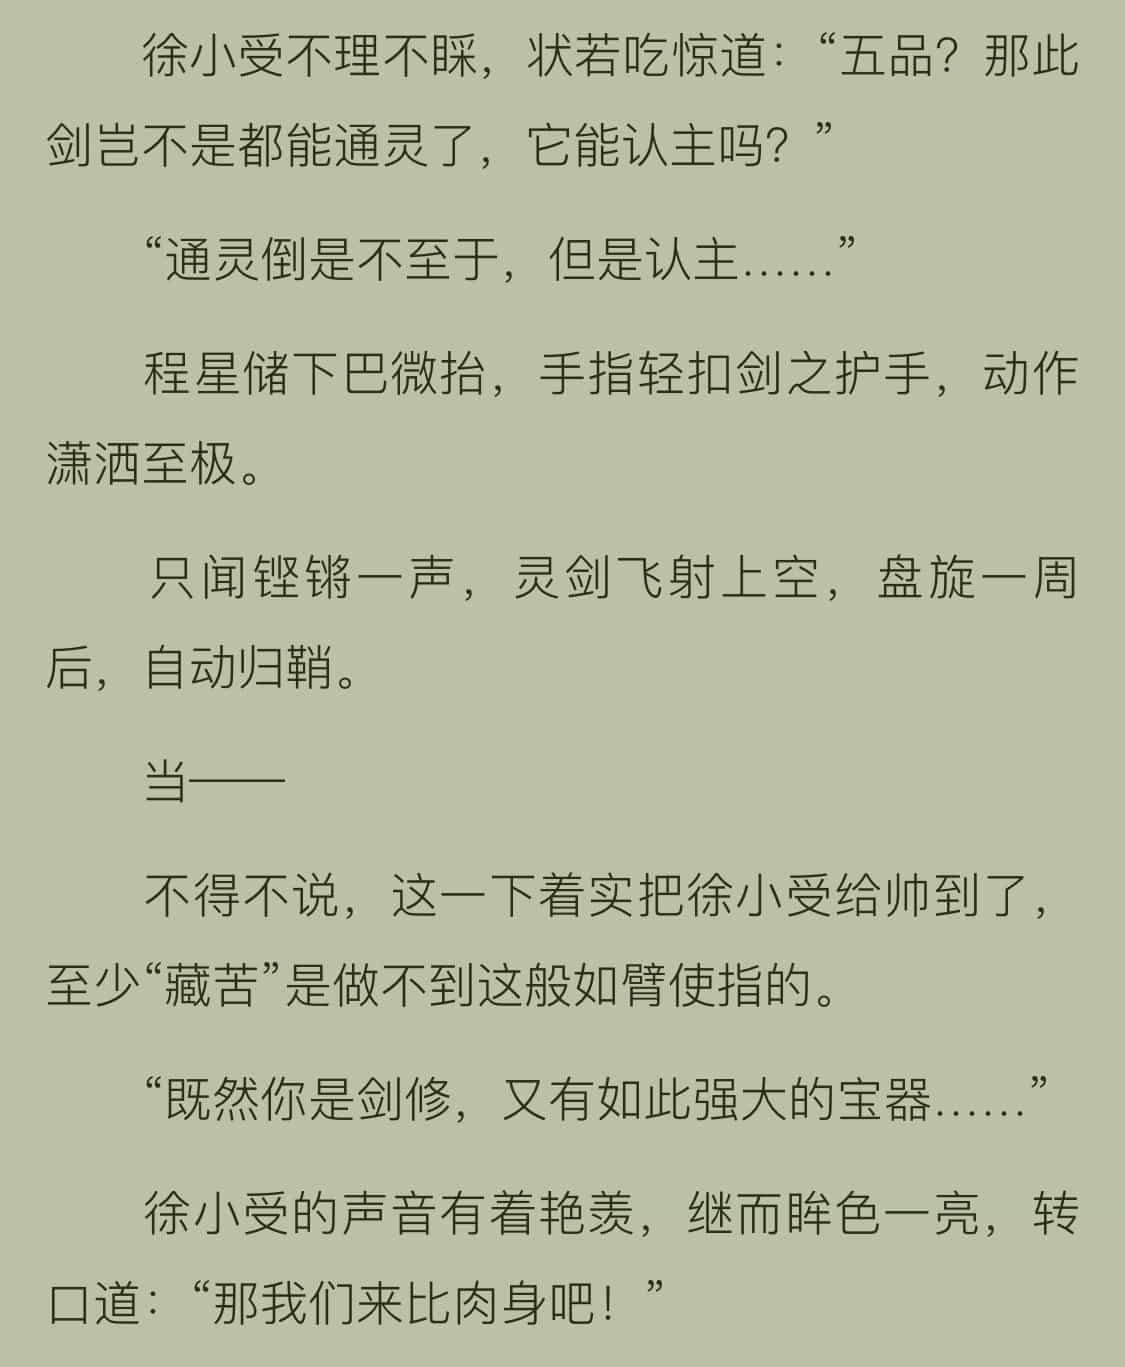 徐小受不理不睬，状若吃惊道：“五品？那此
剑岂不是都能通灵了，它能认主吗？”
“通灵倒是不至于，但是认主……”
程星储下巴微抬，手指轻扣剑之护手，动作
潇洒至极。
只闻铿锵一声，灵剑飞射上空，盘旋一周
后，自动归鞘。
当——
不得不说，这一下着实把徐小受给帅到了，
至少“藏苦”是做不到这般如臂使指的。
“既然你是剑修，又有如此强大的宝器……”
徐小受的声音有着艳羡，继而眸色一亮，转
口道：“那我们来比肉身吧！”